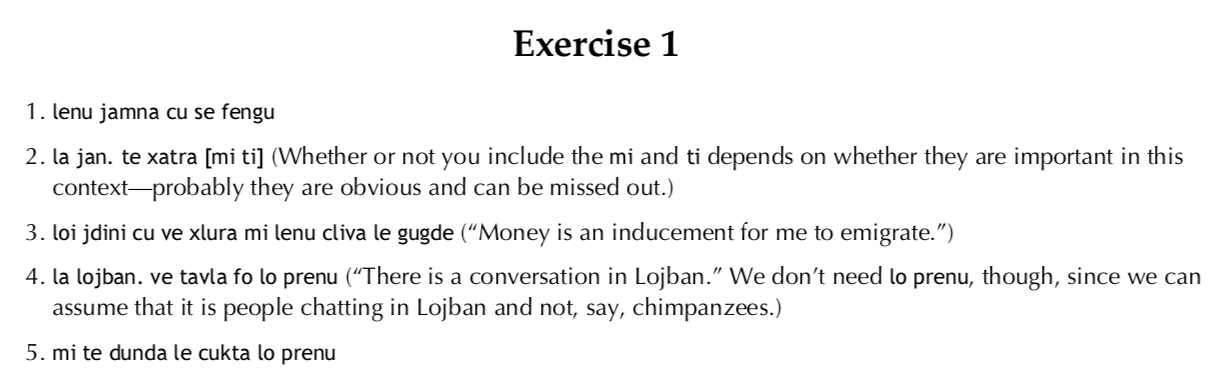 Exercise 1
1. lenu jamna cu se fengu
2. la jan. te xatra [mi ti] (Whether or not you include the mi and ti depends on whether they are important in this
context—probably they are obvious and can be missed out.)
3. loi jdini cu ve xlura mi lenu cliva le gugde (“Money is an inducement for me to emigrate.”)
4. la lojban. ve tavla fo lo prenu (“There is a conversation in Lojban.” We don’t need lo prenu, though, since we can
assume that it is people chatting in Lojban and not, say, chimpanzees.)
5. mi te dunda le cukta lo prenu